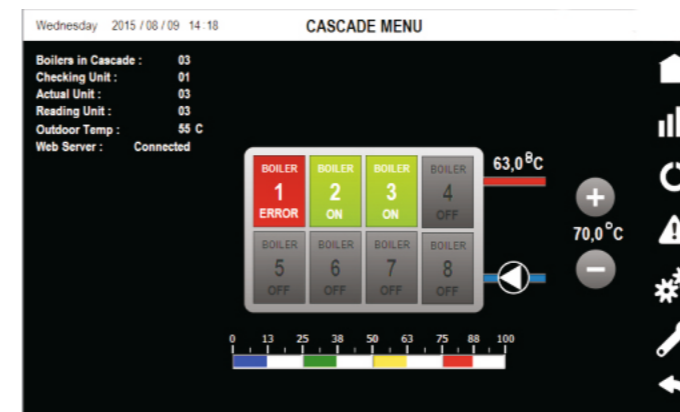 Wednesday 2015 / 08 / 09 14:18 CASCADE MENU
Boilers in Cascade : 03
Checking Unit : 01
Actual Unit : 03
Reading Unit : 03
Outdoor Temp : 55 C
Web Server : Connected
BOILER 1 ERROR
BOILER 2 ON
BOILER 3 ON
BOILER 4 OFF
63,0°C
70,0°C
BOILER 5 OFF
BOILER 6 OFF
BOILER 7 OFF
BOILER 8 OFF
0 13 25 38 50 63 75 88 100